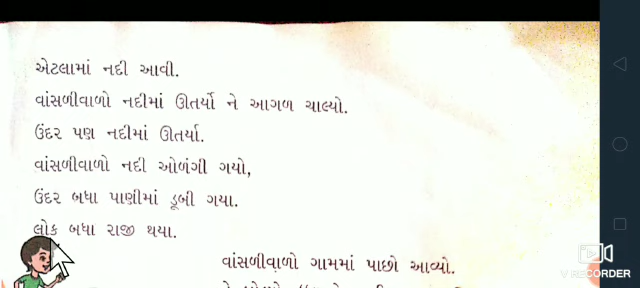 એટલામાં નદી આવી.
વાંસળીવાળો નદીમાં ઊતર્યો ને આગળ ચાલ્યો.
ઉંદર પણ નદીમાં ઊતર્યા.
વાંસળીવાળો નદી ઓળંગી ગયો,
ઉંદર બધા પાણીમાં ડૂબી ગયા.
લોક બધા રાજી થયા.
વાંસળીવાળો ગામમાં પાછો આવ્યો.
V RECORDER